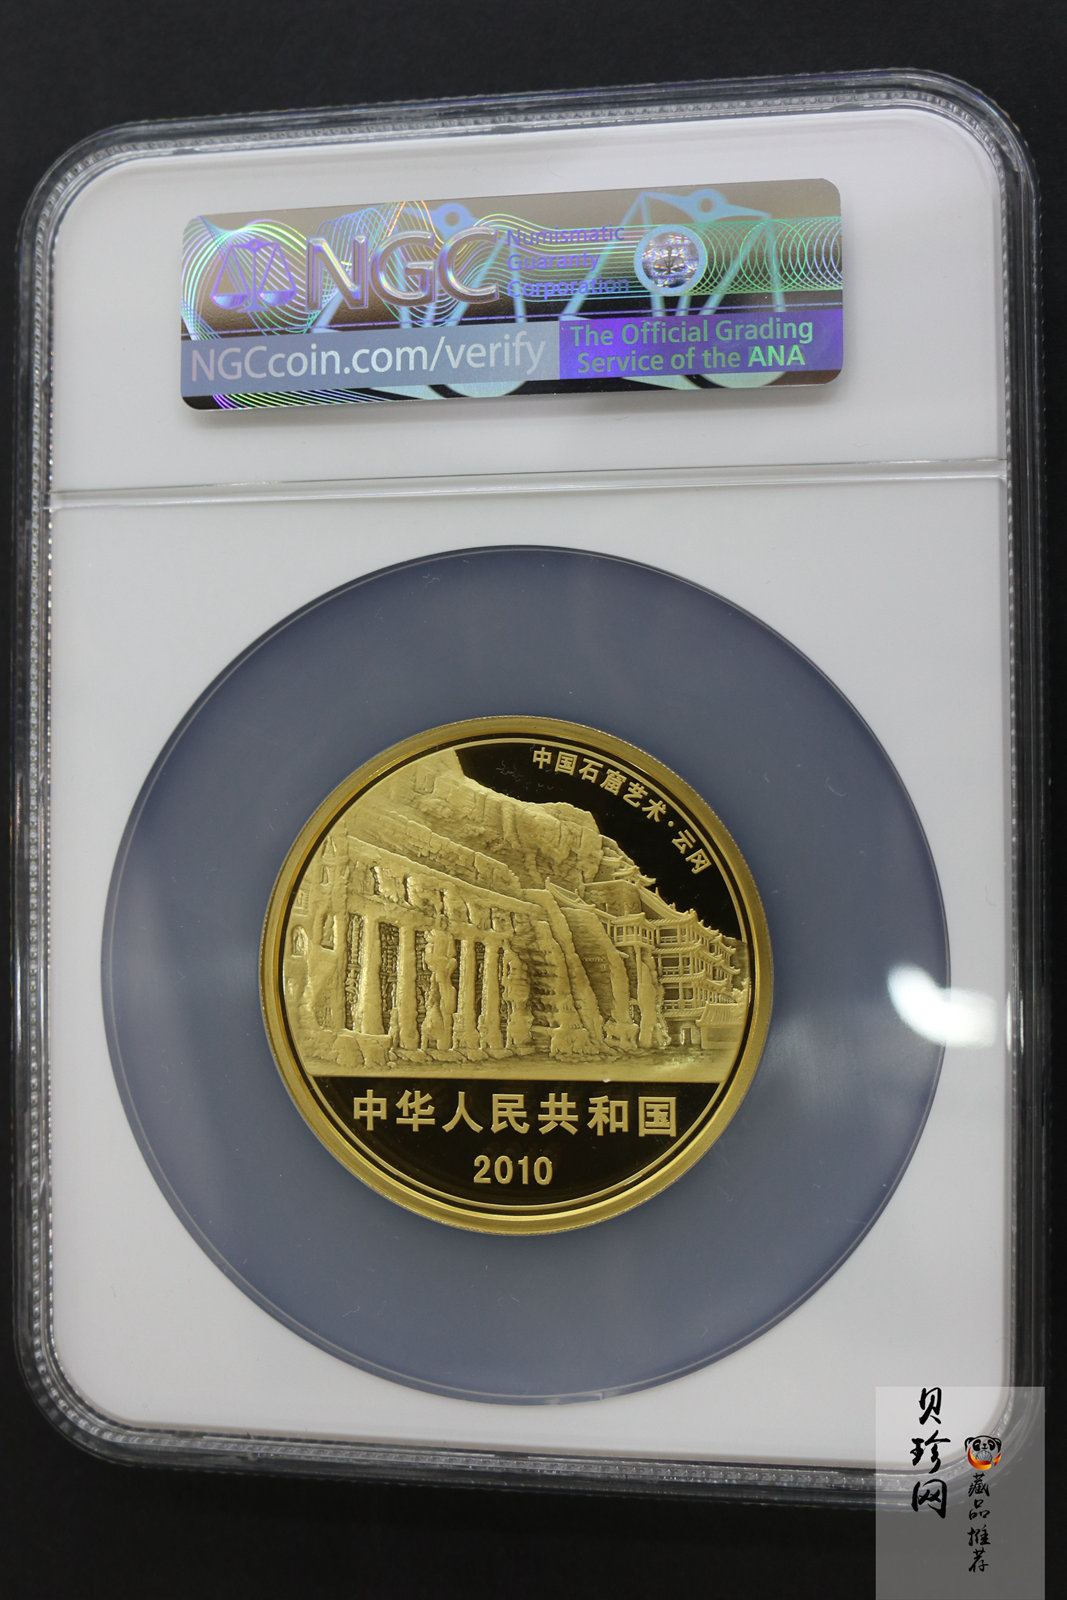 NGC
Numismatic
Guaranty
Corporation
NGCcoin.com/verify
The Official Grading
Service of the ANA
中国石窟艺术·云冈
中华人民共和国
2010
贝珍网
藏品推荐